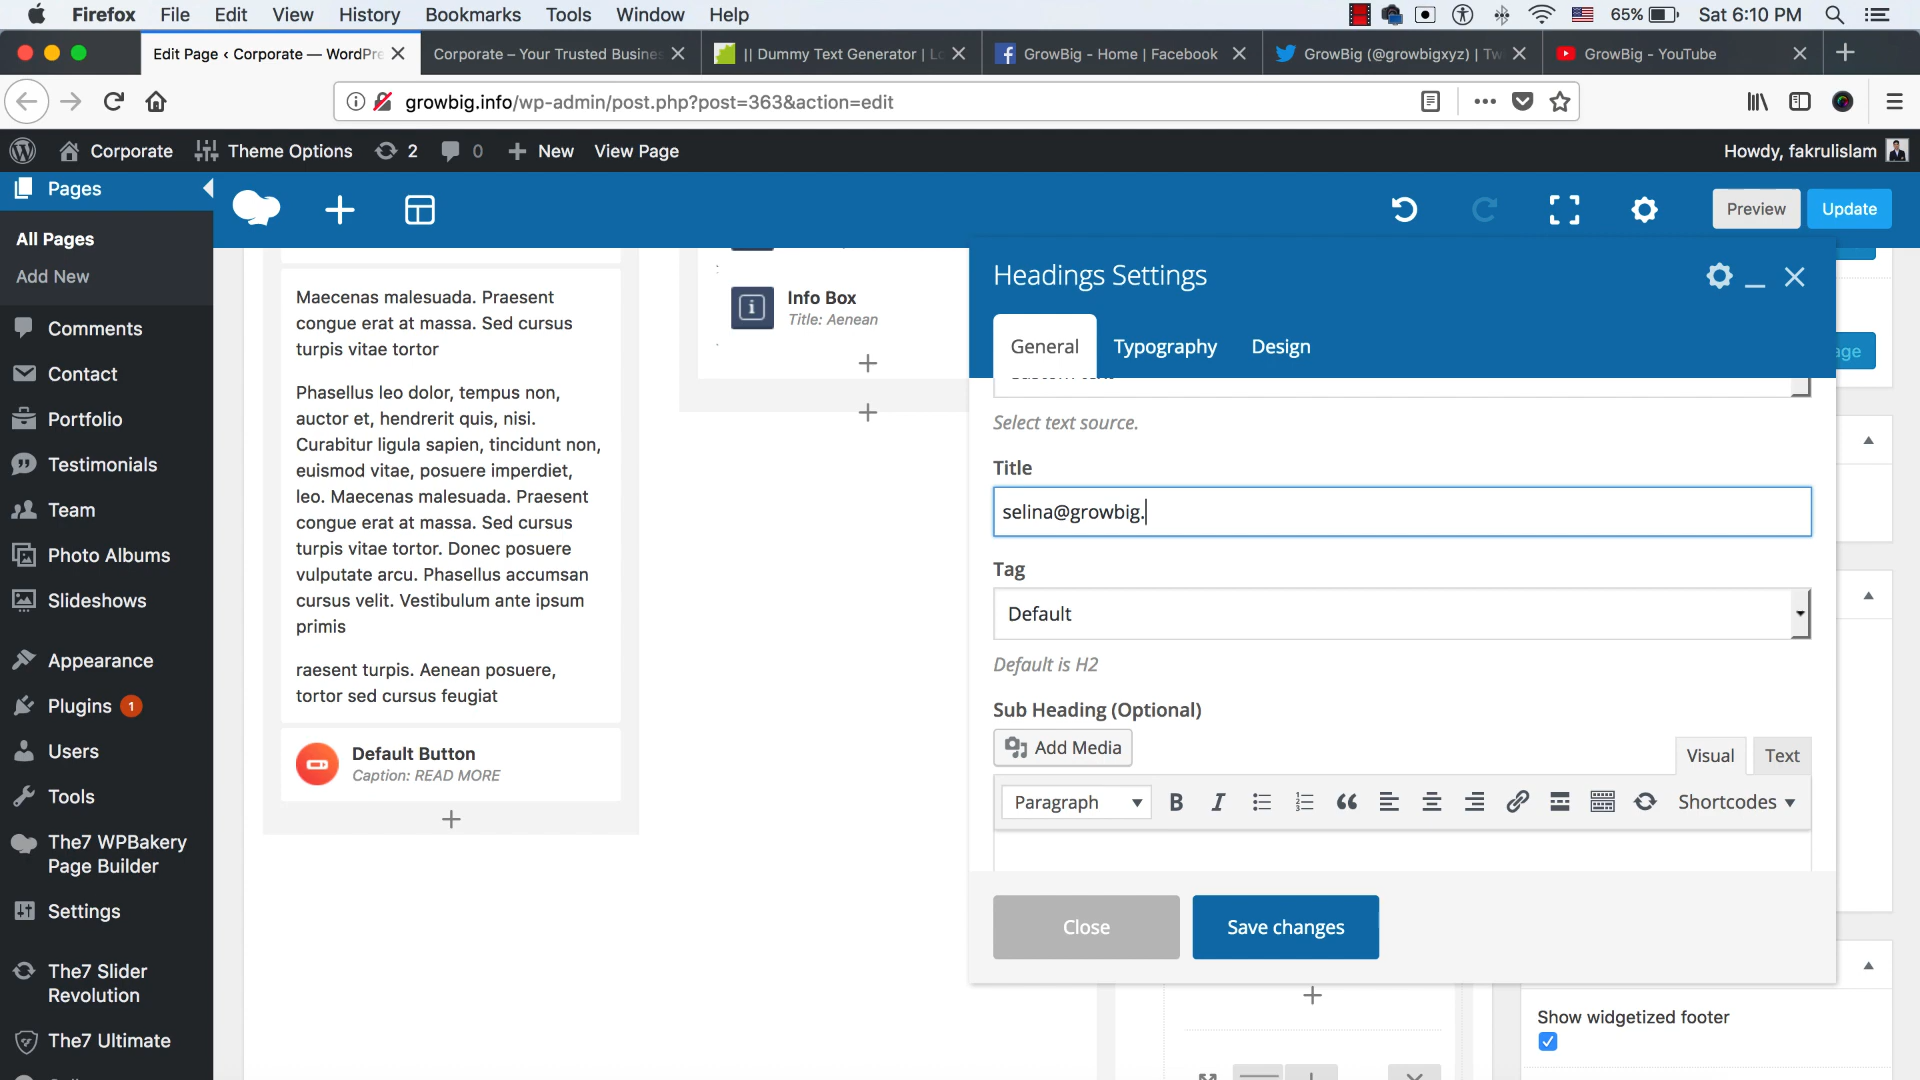 Firefox File Edit View History Bookmarks Tools Window Help 65% Sat 6:10 PM
Edit Page ‹ Corporate — WordPre
Corporate – Your Trusted Busines
|| Dummy Text Generator | Lo
GrowBig - Home | Facebook
GrowBig (@growbigxyz) | Tw
GrowBig - YouTube
growbig.info/wp-admin/post.php?post=363&action=edit
Corporate Theme Options 2 0 New View Page Howdy, fakrulislam
Pages
All Pages
Add New
Comments
Contact
Portfolio
Testimonials
Team
Photo Albums
Slideshows
Appearance
Plugins 1
Users
Tools
The7 WPBakery
Page Builder
Settings
The7 Slider
Revolution
The7 Ultimate
Preview Update
Maecenas malesuada. Praesent
congue erat at massa. Sed cursus
turpis vitae tortor
Phasellus leo dolor, tempus non,
auctor et, hendrerit quis, nisi.
Curabitur ligula sapien, tincidunt non,
euismod vitae, posuere imperdiet,
leo. Maecenas malesuada. Praesent
congue erat at massa. Sed cursus
turpis vitae tortor. Donec posuere
vulputate arcu. Phasellus accumsan
cursus velit. Vestibulum ante ipsum
primis
raesent turpis. Aenean posuere,
tortor sed cursus feugiat
Default Button
Caption: READ MORE
Info Box
Title: Aenean
Headings Settings
General Typography Design
Select text source.
Title
selina@growbig.
Tag
Default
Default is H2
Sub Heading (Optional)
Add Media
Visual Text
Paragraph B I Shortcodes
Close Save changes
age
Show widgetized footer